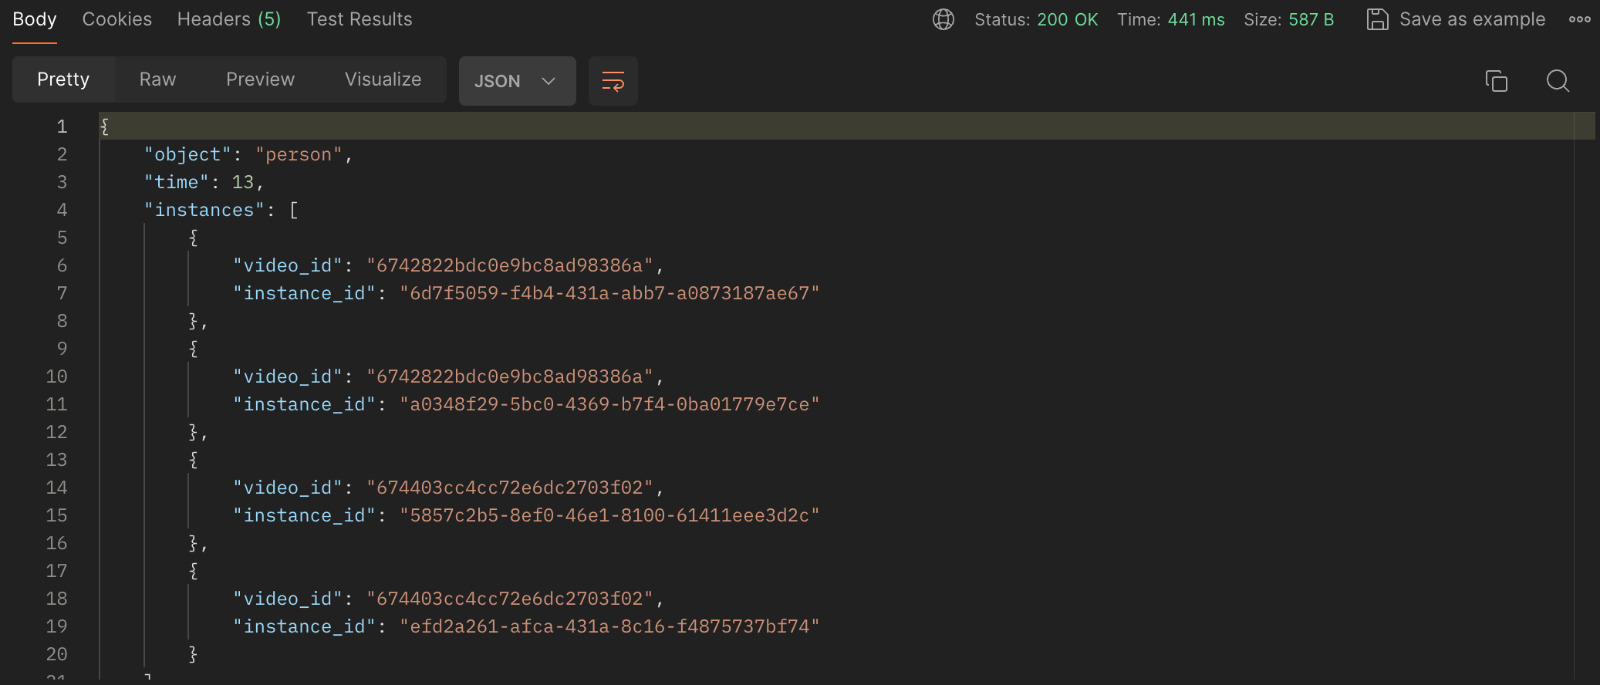 Body Cookies Headers (5) Test Results Status: 200 OK Time: 441 ms Size: 587 B Save as example
Pretty Raw Preview Visualize JSON
1 {
2 "object": "person",
3 "time": 13,
4 "instances": [
5 {
6 "video_id": "6742822bdc0e9bc8ad98386a",
7 "instance_id": "6d7f5059-f4b4-431a-abb7-a0873187ae67"
8 },
9 {
10 "video_id": "6742822bdc0e9bc8ad98386a",
11 "instance_id": "a0348f29-5bc0-4369-b7f4-0ba01779e7ce"
12 },
13 {
14 "video_id": "674403cc4cc72e6dc2703f02",
15 "instance_id": "5857c2b5-8ef0-46e1-8100-61411eee3d2c"
16 },
17 {
18 "video_id": "674403cc4cc72e6dc2703f02",
19 "instance_id": "efd2a261-afca-431a-8c16-f4875737bf74"
20 }
21 ]